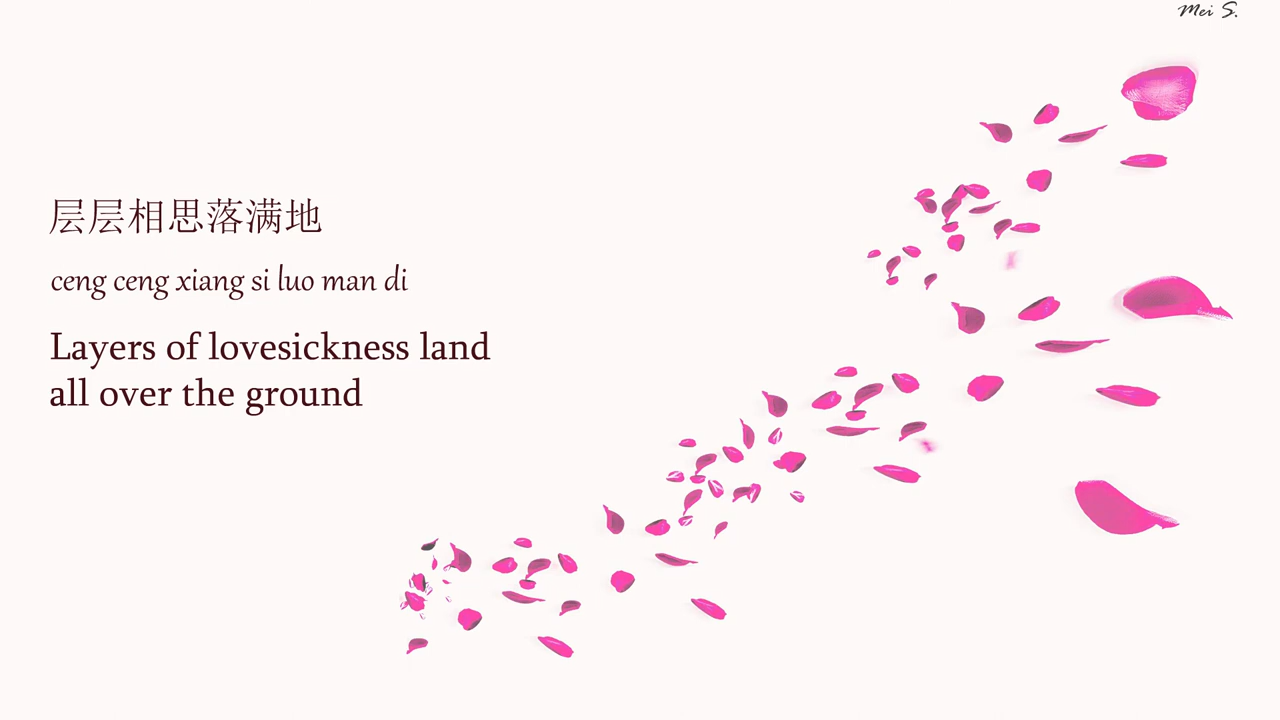 Mei S.
层层相思落满地
ceng ceng xiang si luo man di
Layers of lovesickness land
all over the ground